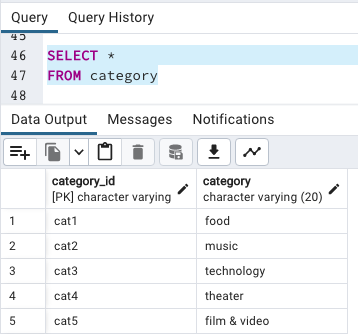 Query Query History
45
46 SELECT *
47 FROM category
48
Data Output Messages Notifications
category_id category
[PK] character varying character varying (20)
1 cat1 food
2 cat2 music
3 cat3 technology
4 cat4 theater
5 cat5 film & video